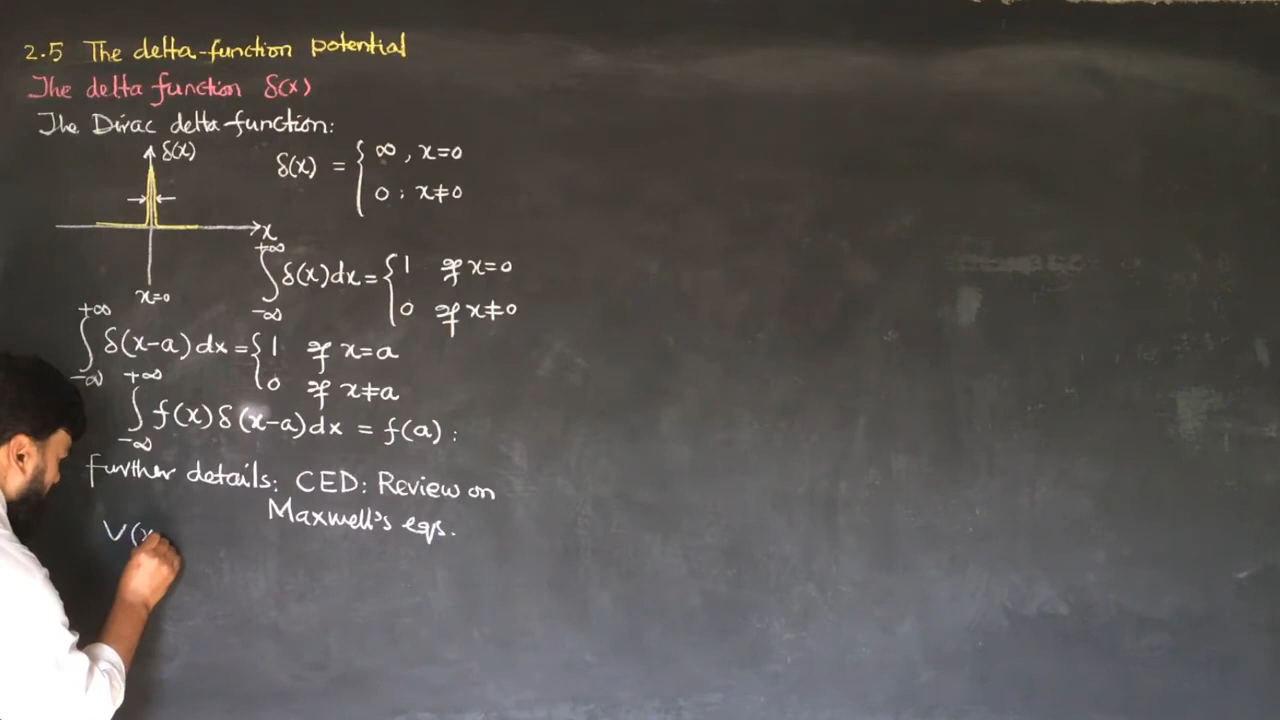 2.5 The delta-function potential
The delta function δ(x)
The Dirac delta-function:
δ(x)
δ(x) = { ∞, x=0
0; x≠0
x
x=0
∫_{-∞}^{+∞} δ(x)dx = { 1 if x=0
0 if x≠0
∫_{-∞}^{+∞} δ(x-a)dx = { 1 if x=a
0 if x≠a
∫_{-∞}^{+∞} f(x)δ(x-a)dx = f(a):
further details: CED: Review on
Maxwell's eqs.
V(x